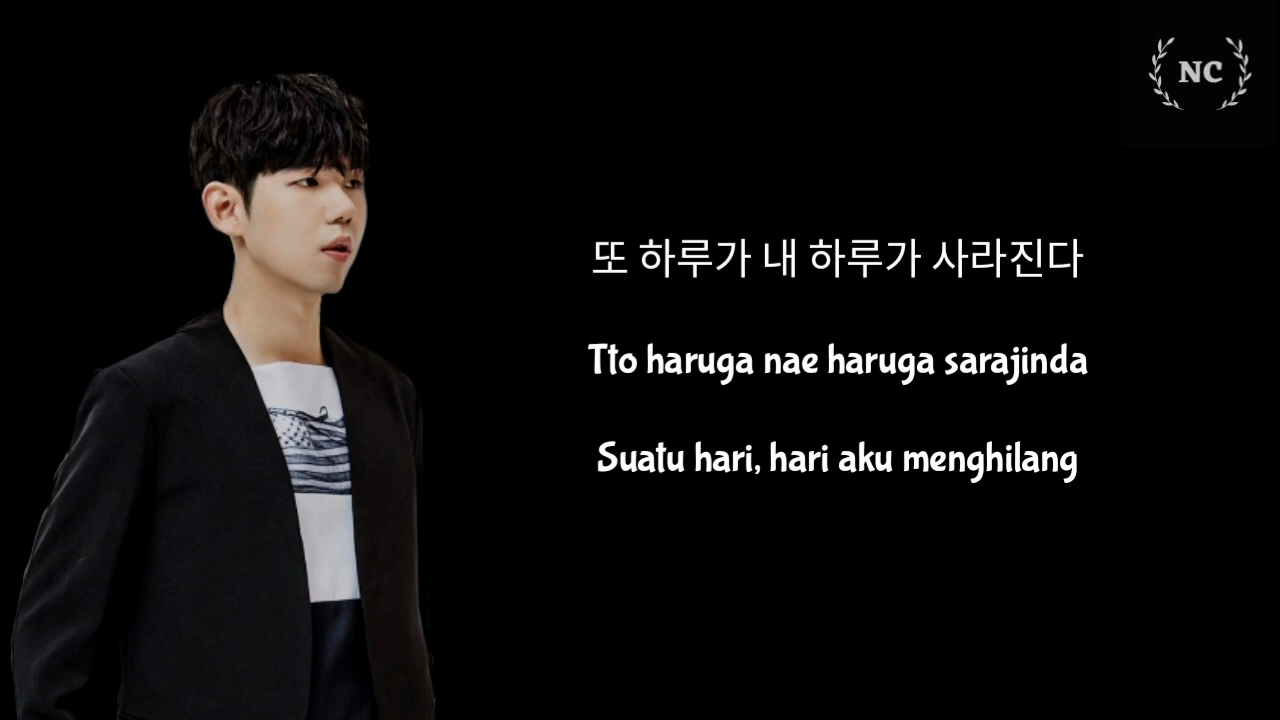 NC
또 하루가 내 하루가 사라진다
Tto haruga nae haruga sarajinda
Suatu hari, hari aku menghilang